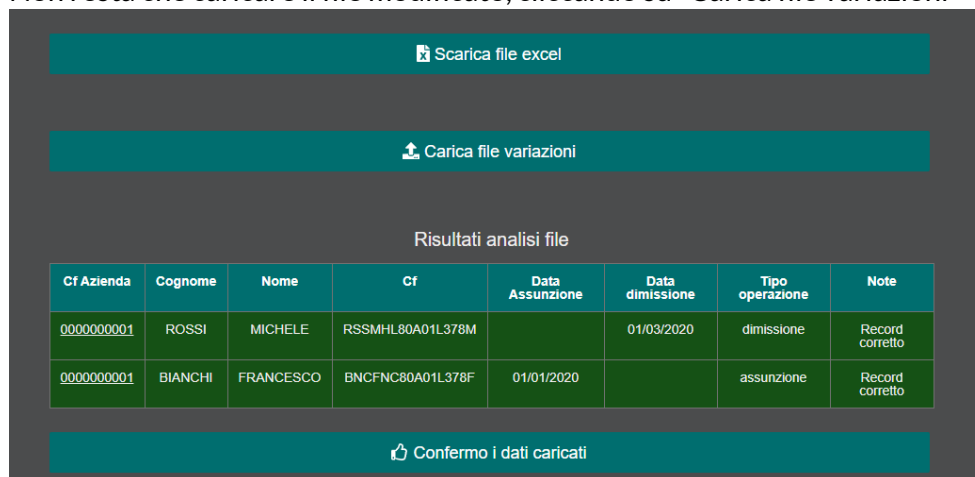 Scarica file excel
Carica file variazioni
Risultati analisi file
Cf Azienda Cognome Nome Cf Data Assunzione Data dimissione Tipo operazione Note
0000000001 ROSSI MICHELE RSSMHL80A01L378M 01/03/2020 dimissione Record corretto
0000000001 BIANCHI FRANCESCO BNCFNC80A01L378F 01/01/2020 assunzione Record corretto
Confermo i dati caricati